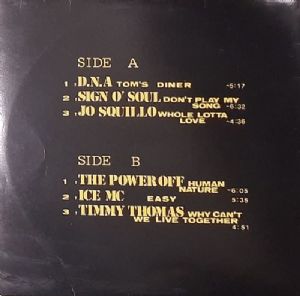 SIDE A
1 . D.N.A TOM'S DINER -5:17
2 . SIGN O' SOUL DON'T PLAY MY
SONG -6:32
3 . JO SQUILLO WHOLE LOTTA
LOVE -4:36
SIDE B
1 . THE POWER OFF HUMAN
NATURE -6:05
2 . ICE MC EASY 5:35
3 . TIMMY THOMAS WHY CAN'T
WE LIVE TOGETHER
4:51